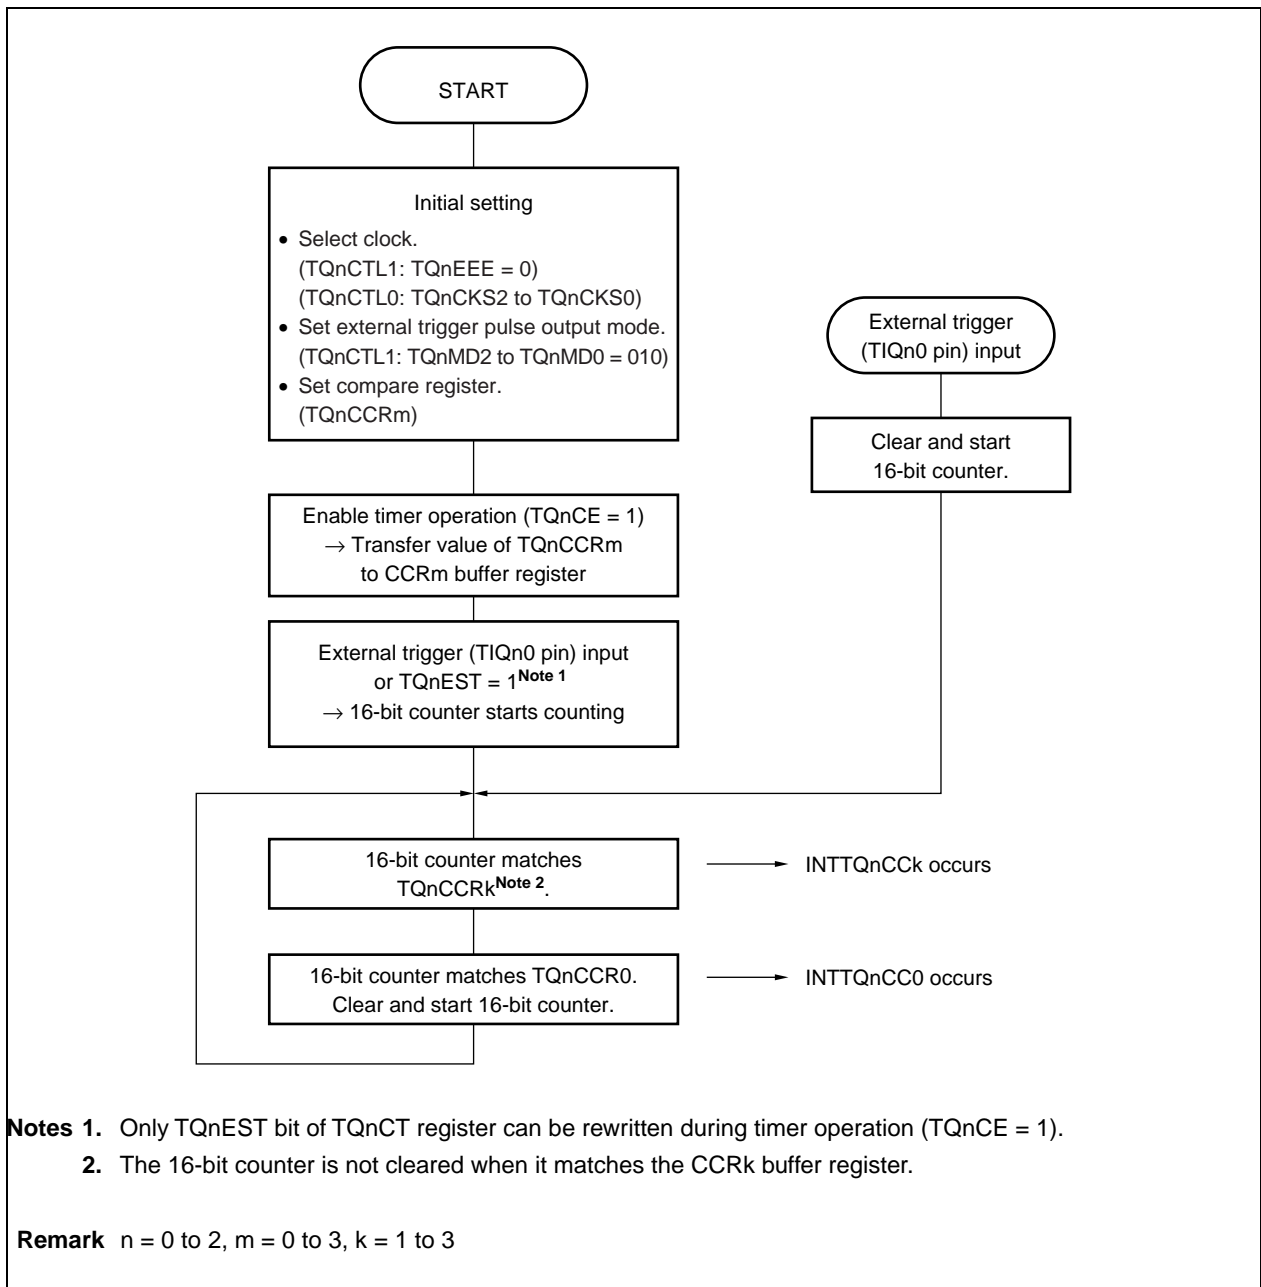 START
Initial setting
• Select clock.
(TQnCTL1: TQnEEE = 0)
(TQnCTL0: TQnCKS2 to TQnCKS0)
• Set external trigger pulse output mode.
(TQnCTL1: TQnMD2 to TQnMD0 = 010)
• Set compare register.
(TQnCCRm)
External trigger
(TIQn0 pin) input
Clear and start
16-bit counter.
Enable timer operation (TQnCE = 1)
→ Transfer value of TQnCCRm
to CCRm buffer register
External trigger (TIQn0 pin) input
or TQnEST = 1Note 1
→ 16-bit counter starts counting
16-bit counter matches
TQnCCRkNote 2.
INTTQnCCk occurs
16-bit counter matches TQnCCR0.
Clear and start 16-bit counter.
INTTQnCC0 occurs
Notes 1. Only TQnEST bit of TQnCT register can be rewritten during timer operation (TQnCE = 1).
2. The 16-bit counter is not cleared when it matches the CCRk buffer register.
Remark n = 0 to 2, m = 0 to 3, k = 1 to 3